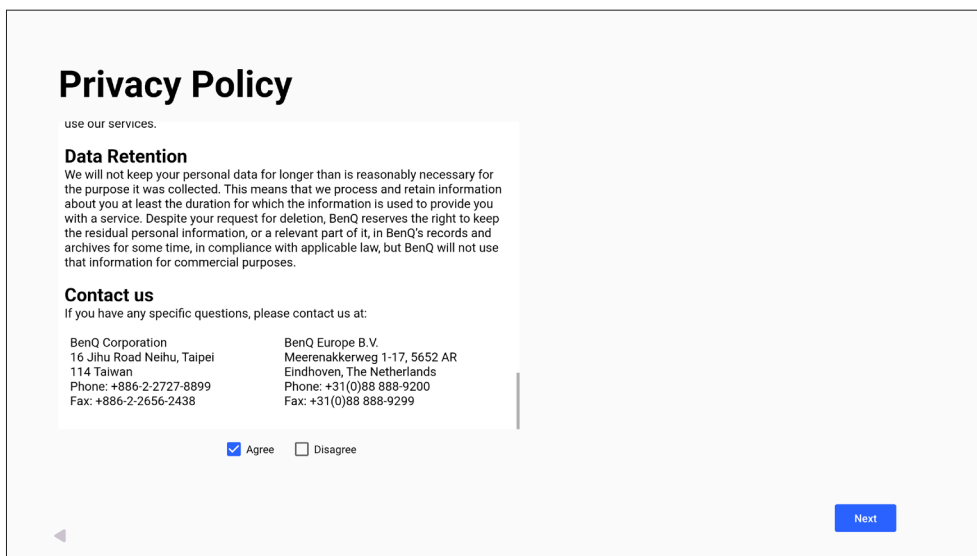 Privacy Policy
use our services.
Data Retention
We will not keep your personal data for longer than is reasonably necessary for
the purpose it was collected. This means that we process and retain information
about you at least the duration for which the information is used to provide you
with a service. Despite your request for deletion, BenQ reserves the right to keep
the residual personal information, or a relevant part of it, in BenQ's records and
archives for some time, in compliance with applicable law, but BenQ will not use
that information for commercial purposes.
Contact us
If you have any specific questions, please contact us at:
BenQ Corporation
16 Jihu Road Neihu, Taipei
114 Taiwan
Phone: +886-2-2727-8899
Fax: +886-2-2656-2438
BenQ Europe B.V.
Meerenakkerweg 1-17, 5652 AR
Eindhoven, The Netherlands
Phone: +31(0)88 888-9200
Fax: +31(0)88 888-9299
Agree
Disagree
Next